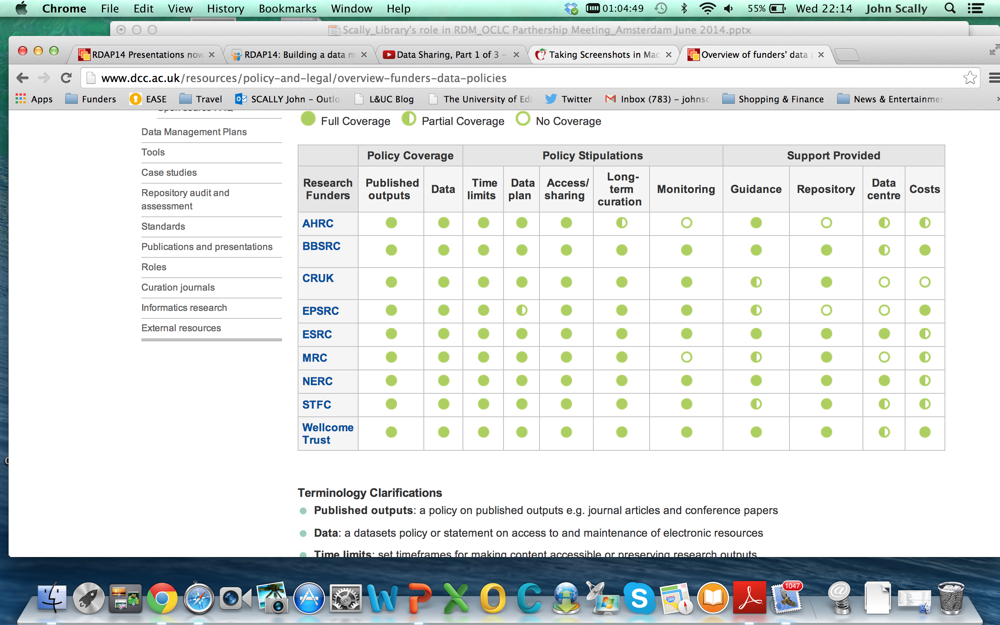 Chrome File Edit View History Bookmarks Window Help 01:04:49 55% Wed 22:14 John Scally
Scally_Library's role in RDM_OCLC Parthership Meeting_Amsterdam June 2014.pptx
RDAP14 Presentations now RDAP14: Building a data m Data Sharing, Part 1 of 3 - Taking Screenshots in Mac Overview of funders' data p
www.dcc.ac.uk/resources/policy-and-legal/overview-funders-data-policies
Apps Funders EASE Travel SCALLY John – Outlo L&UC Blog The University of Edi Twitter Inbox (783) – johnsc Shopping & Finance News & Entertainmen
Data Management Plans
Tools
Case studies
Repository audit and
assessment
Standards
Publications and presentations
Roles
Curation journals
Informatics research
External resources
Full Coverage Partial Coverage No Coverage
Policy Coverage Policy Stipulations Support Provided
Research Funders Published outputs Data Time limits Data plan Access/ sharing Long-term curation Monitoring Guidance Repository Data centre Costs
AHRC
BBSRC
CRUK
EPSRC
ESRC
MRC
NERC
STFC
Wellcome
Trust
Terminology Clarifications
Published outputs: a policy on published outputs e.g. journal articles and conference papers
Data: a datasets policy or statement on access to and maintenance of electronic resources
Time limits: set timeframes for making content accessible or preserving research outputs
280
1047